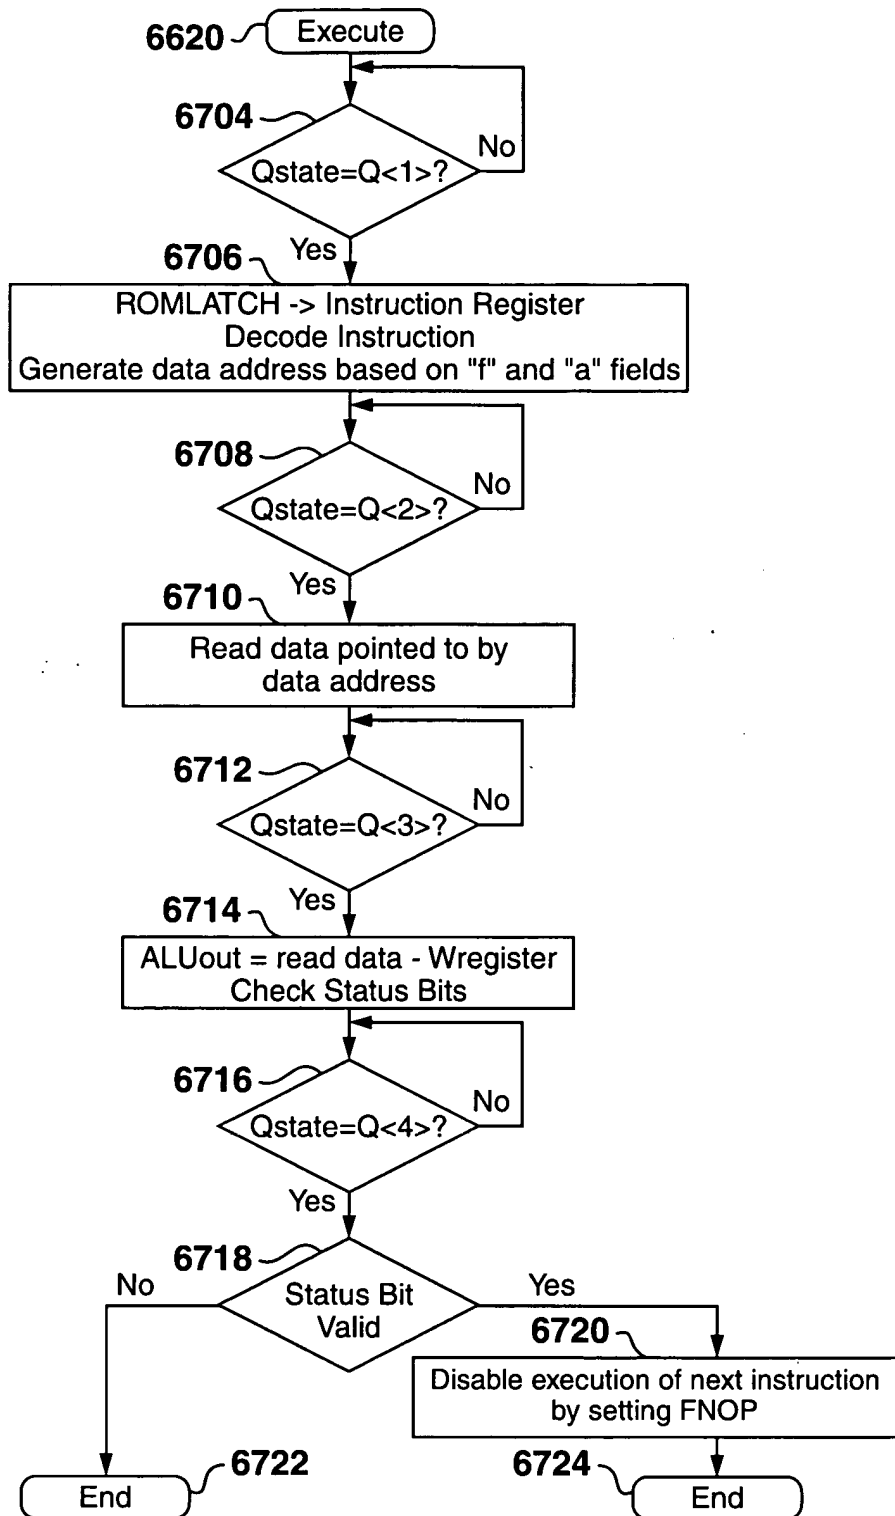 6620
Execute
6704
Qstate=Q<1>?
No
Yes
6706
ROMLATCH -> Instruction Register
Decode Instruction
Generate data address based on "f" and "a" fields
6708
Qstate=Q<2>?
No
Yes
6710
Read data pointed to by
data address
6712
Qstate=Q<3>?
No
Yes
6714
ALUout = read data - Wregister
Check Status Bits
6716
Qstate=Q<4>?
No
Yes
6718
Status Bit
Valid
No
Yes
6720
Disable execution of next instruction
by setting FNOP
End
6722
6724
End